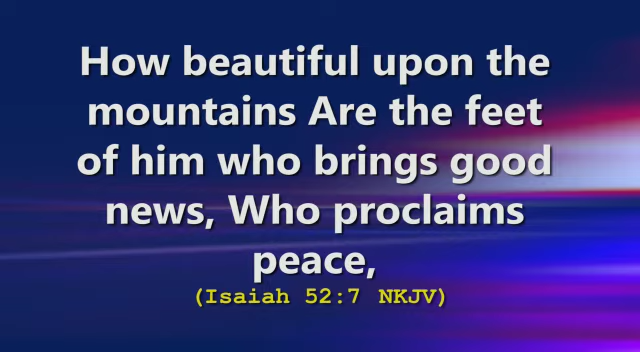 How beautiful upon the
mountains Are the feet
of him who brings good
news, Who proclaims
peace,
(Isaiah 52:7 NKJV)